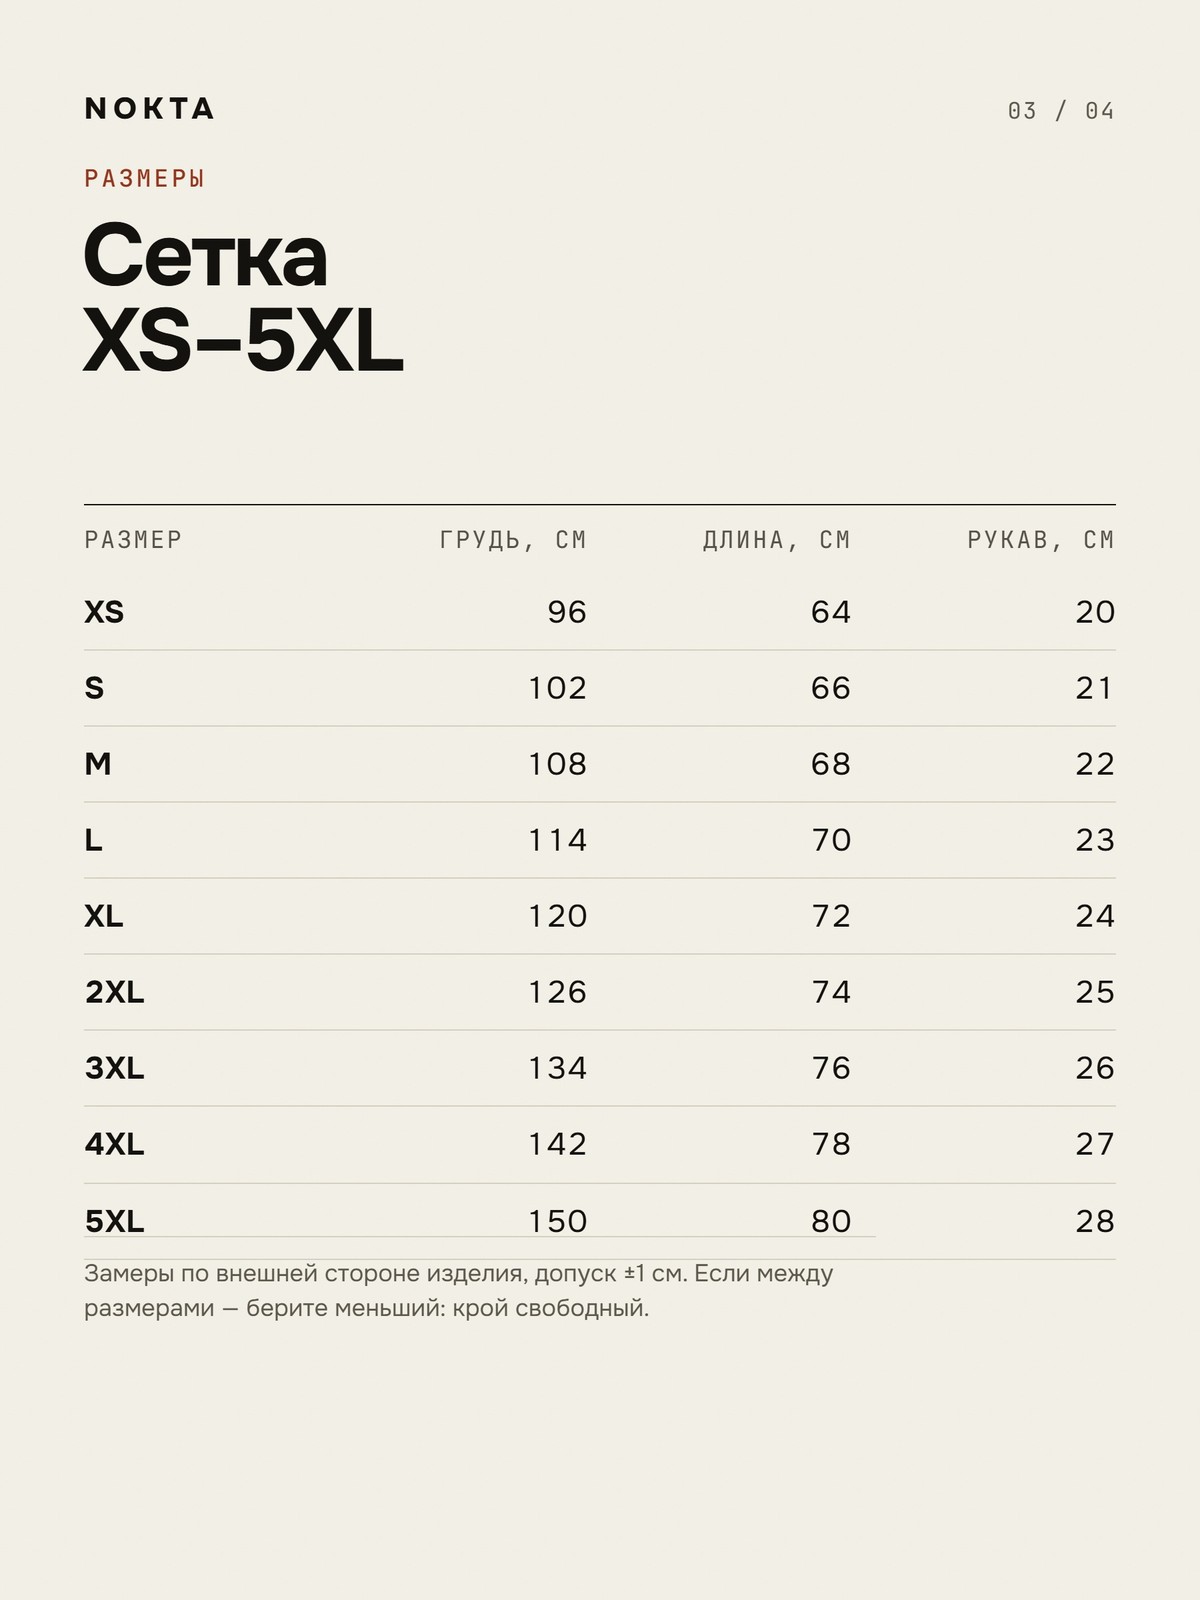 NOKTA
03 / 04
РАЗМЕРЫ
Сетка
XS–5XL
РАЗМЕР ГРУДЬ, СМ ДЛИНА, СМ РУКАВ, СМ
XS 96 64 20
S 102 66 21
M 108 68 22
L 114 70 23
XL 120 72 24
2XL 126 74 25
3XL 134 76 26
4XL 142 78 27
5XL 150 80 28
Замеры по внешней стороне изделия, допуск ±1 см. Если между
размерами — берите меньший: крой свободный.